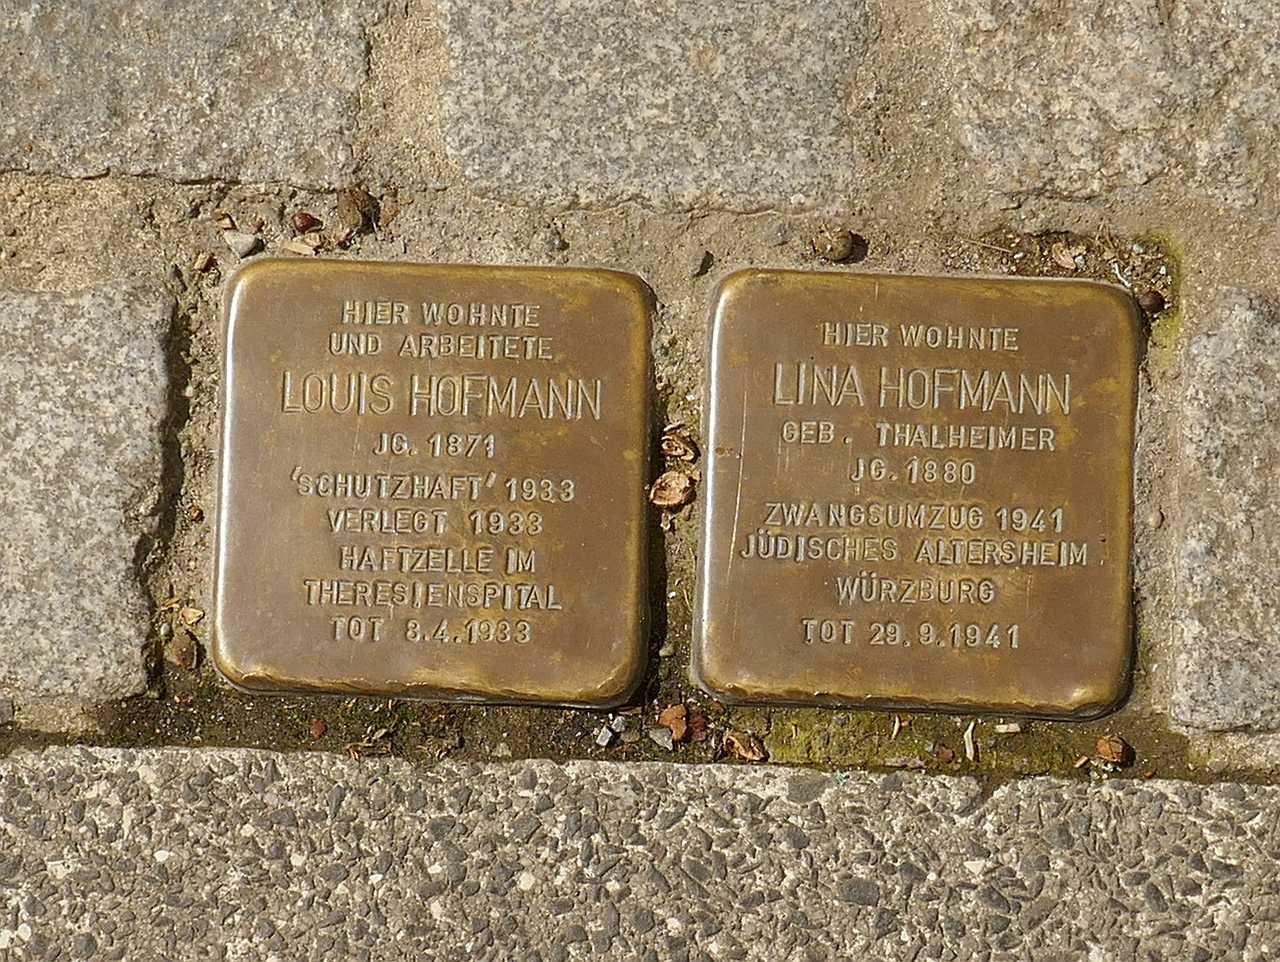 HIER WOHNTE
UND ARBEITETE
LOUIS HOFMANN
JG. 1871
'SCHUTZHAFT' 1933
VERLEGT 1933
HAFTZELLE IM
THERESIENSPITAL
TOT 8.4.1933
HIER WOHNTE
LINA HOFMANN
GEB. THALHEIMER
JG. 1880
ZWANGSUMZUG 1941
JÜDISCHES ALTERSHEIM
WÜRZBURG
TOT 29.9.1941